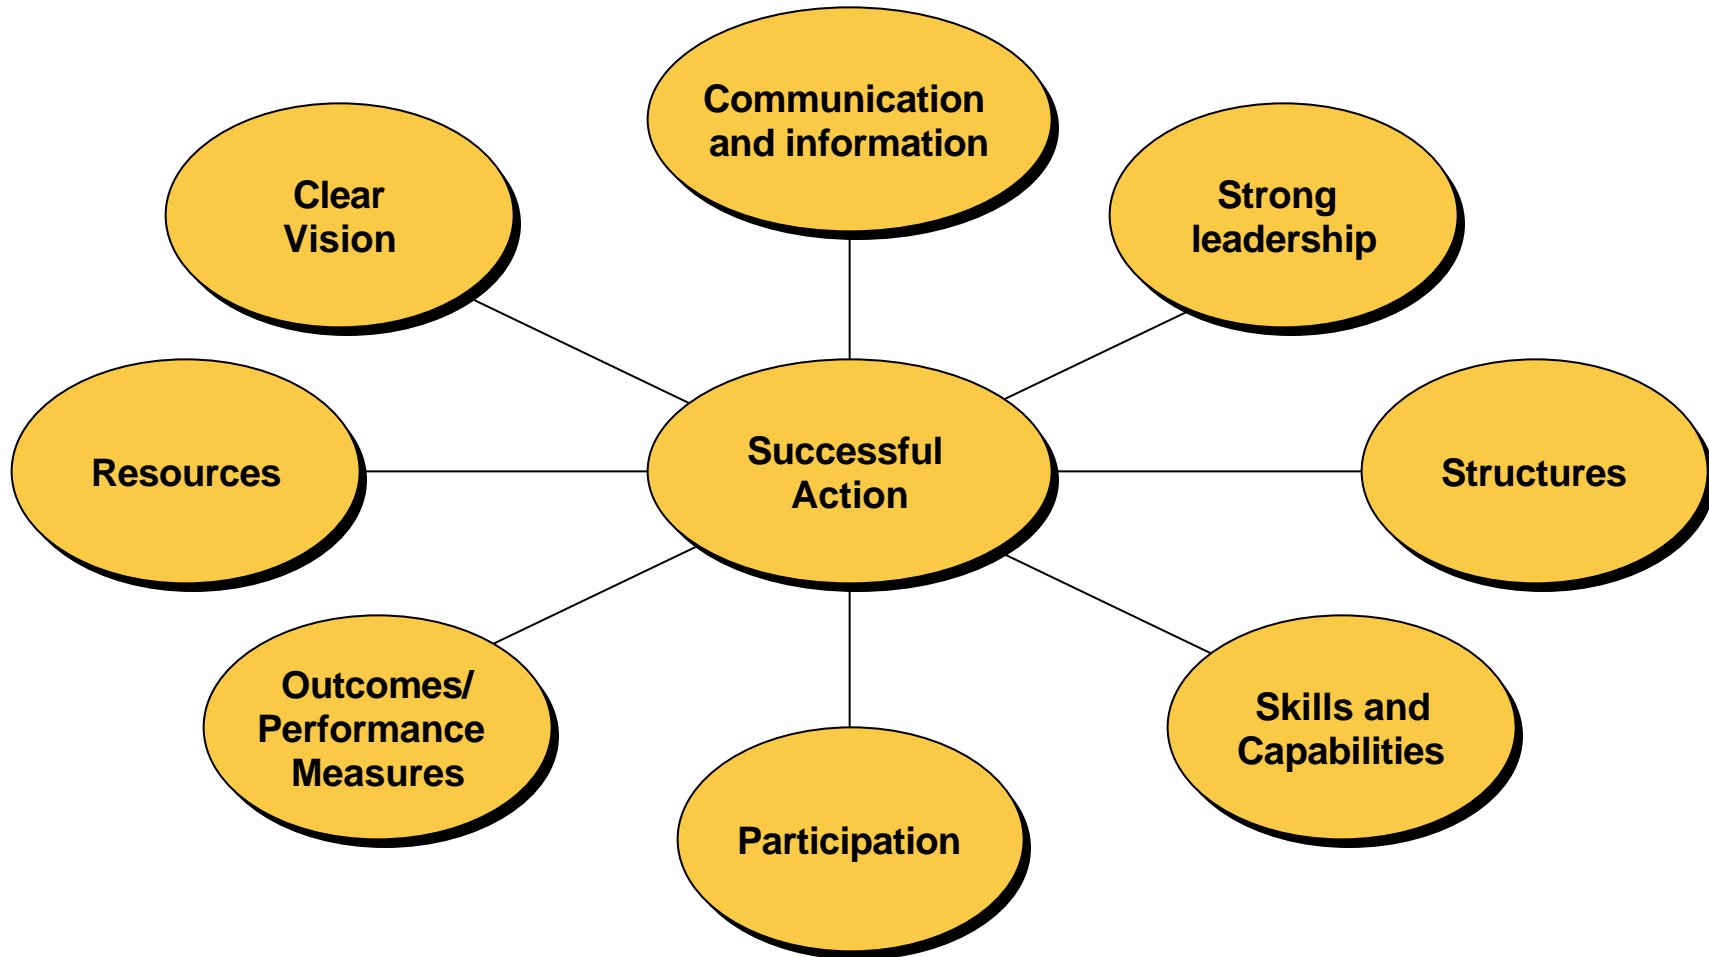 Communication
and information
Clear
Vision
Strong
leadership
Resources
Successful
Action
Structures
Outcomes/
Performance
Measures
Skills and
Capabilities
Participation